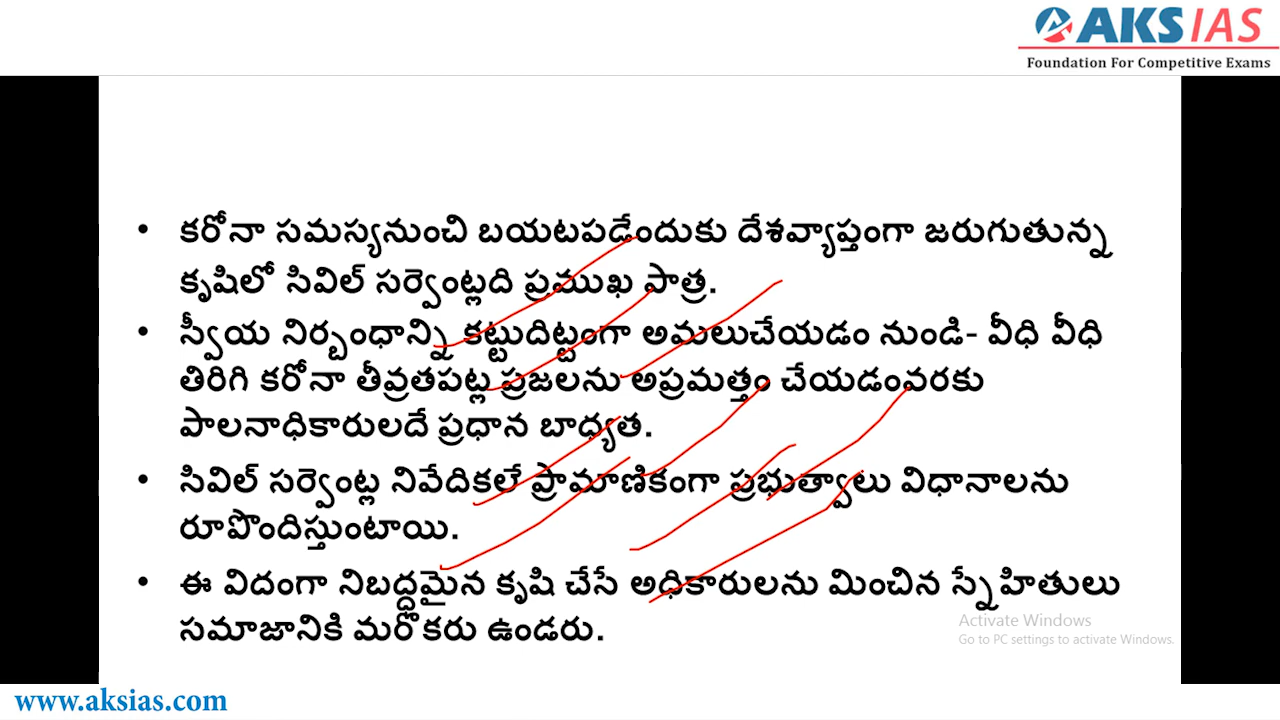 AKS IAS
Foundation For Competitive Exams
• కరోనా సమస్యనుంచి బయటపడేందుకు దేశవ్యాప్తంగా జరుగుతున్న
కృషిలో సివిల్ సర్వెంట్లది ప్రముఖ పాత్ర.
• స్వీయ నిర్బంధాన్ని కట్టుదిట్టంగా అమలుచేయడం నుండి- వీధి వీధి
తిరిగి కరోనా తీవ్రతపట్ల ప్రజలను అప్రమత్తం చేయడంవరకు
పాలనాధికారులదే ప్రధాన బాధ్యత.
• సివిల్ సర్వెంట్ల నివేదికలే ప్రామాణికంగా ప్రభుత్వాలు విధానాలను
రూపొందిస్తుంటాయి.
• ఈ విదంగా నిబద్ధమైన కృషి చేసే అధికారులను మించిన స్నేహితులు
సమాజానికి మరొకరు ఉండరు.
Activate Windows
Go to PC settings to activate Windows.
www.aksias.com